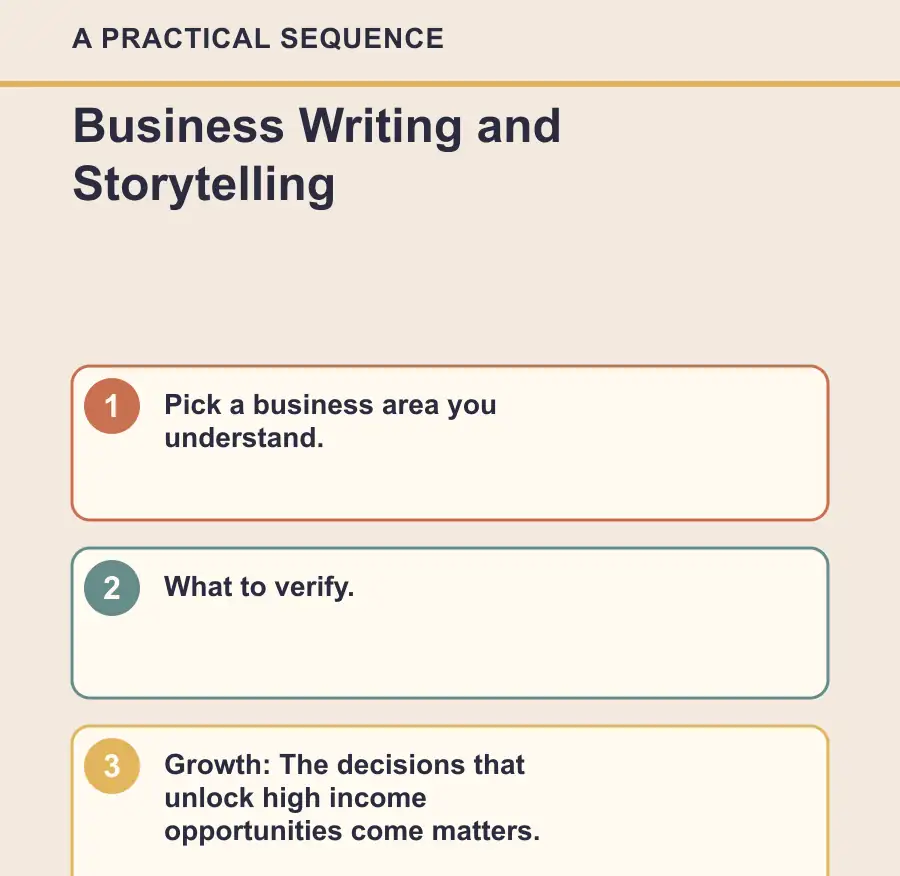 A PRACTICAL SEQUENCE
Business Writing and
Storytelling
1
Pick a business area you
understand.
2
What to verify.
3
Growth: The decisions that
unlock high income
opportunities come matters.